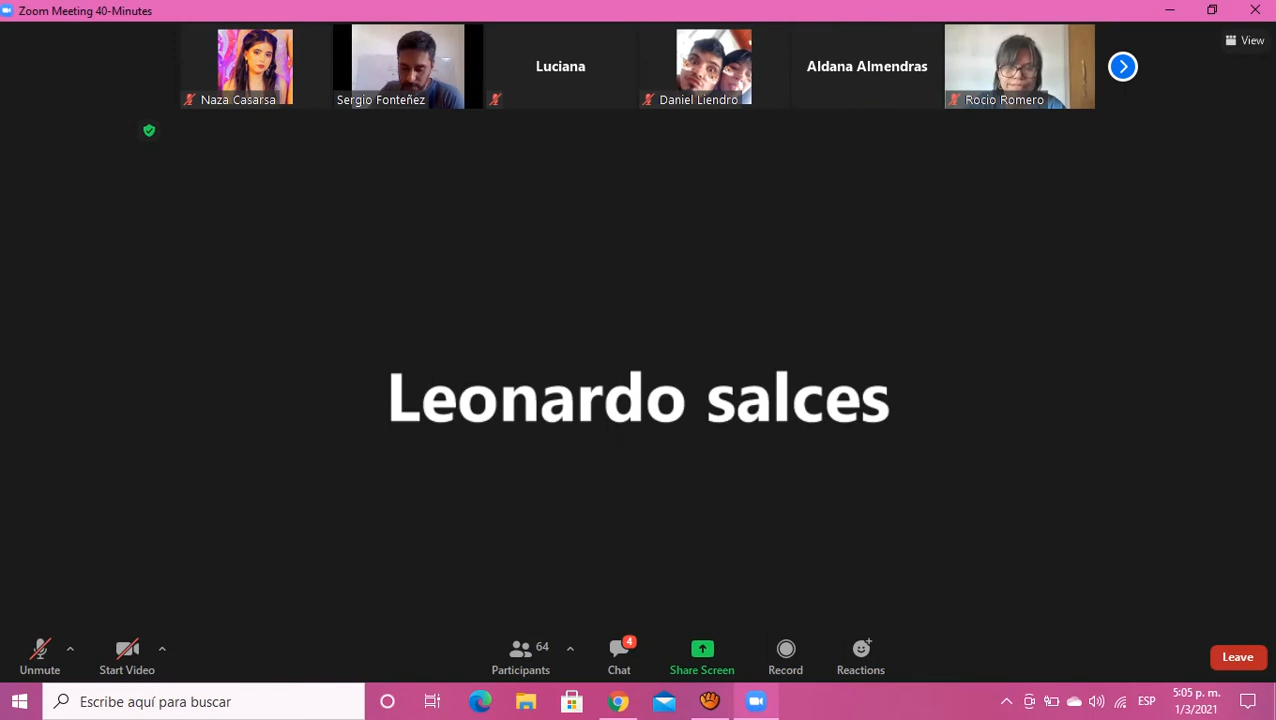 Zoom Meeting 40-Minutes
View
Naza Casarsa
Sergio Fonteñez
Luciana
Daniel Liendro
Aldana Almendras
Rocio Romero
Leonardo salces
Unmute
Start Video
Participants
64
Chat
4
Share Screen
Record
Reactions
Leave
Escribe aquí para buscar
ESP
5:05 p. m.
1/3/2021